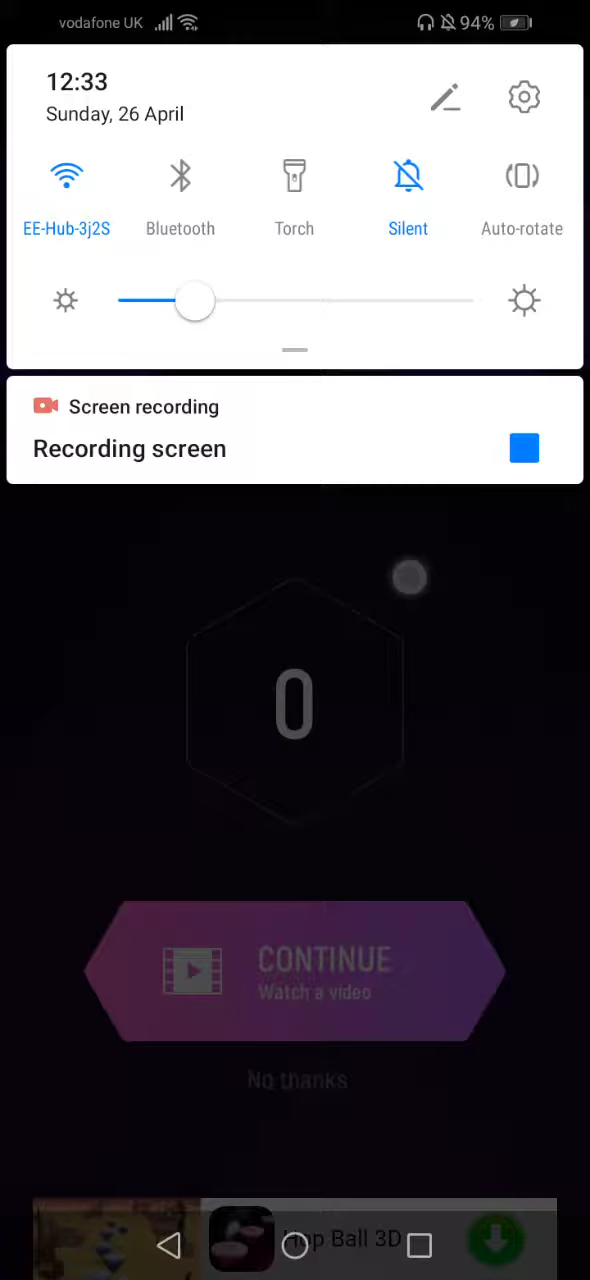 vodafone UK
94%
12:33
Sunday, 26 April
EE-Hub-3j2S
Bluetooth
Torch
Silent
Auto-rotate
Screen recording
Recording screen
0
CONTINUE
Watch a video
No thanks
Hop Ball 3D